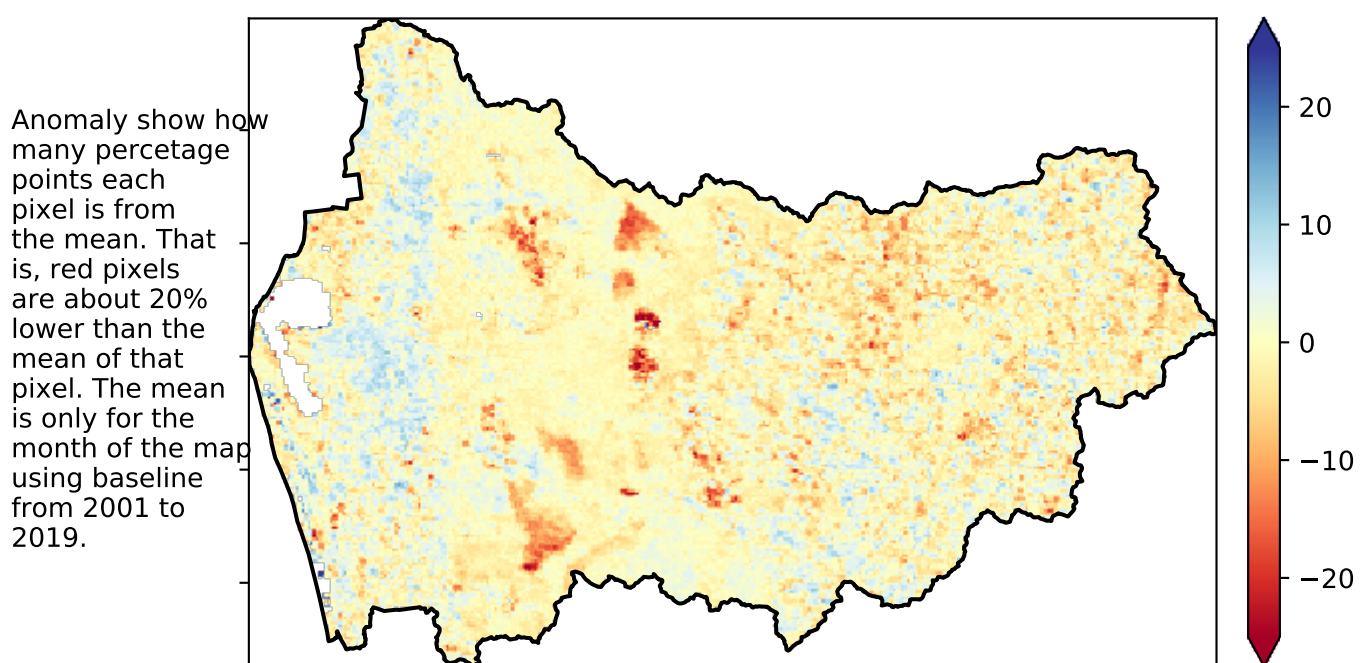 Anomaly show how
many percetage
points each
pixel is from
the mean. That
is, red pixels
are about 20%
lower than the
mean of that
pixel. The mean
is only for the
month of the map
using baseline
from 2001 to
2019.
20
10
0
−10
−20